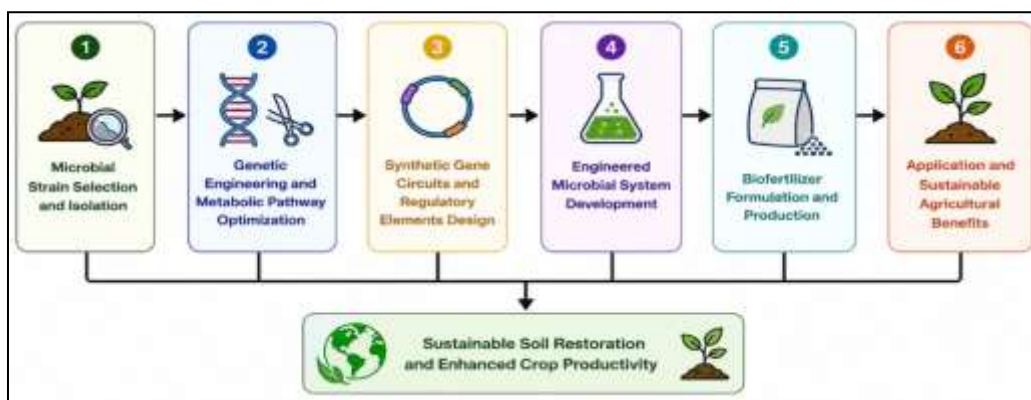 1
Microbial
Strain Selection
and Isolation
2
Genetic
Engineering and
Metabolic Pathway
Optimization
3
Synthetic Gene
Circuits and
Regulatory
Elements Design
4
Engineered
Microbial System
Development
5
Biofertilizer
Formulation and
Production
6
Application and
Sustainable
Agricultural
Benefits
Sustainable Soil Restoration
and Enhanced Crop Productivity